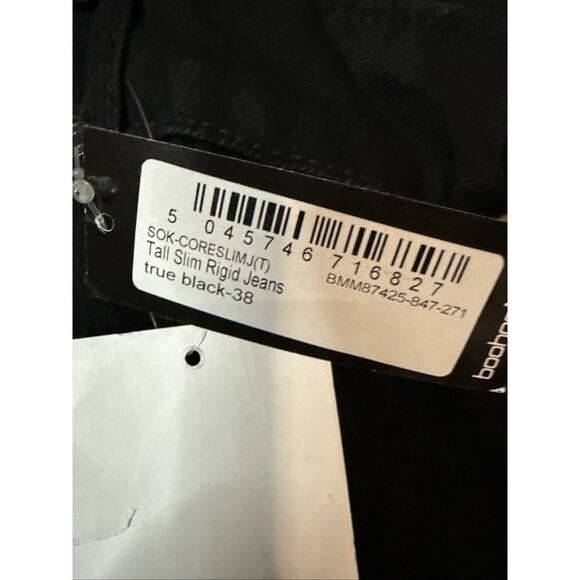 5 045746 716827
SOK-CORESLIMJ(T)
BMM87425-847-271
Tall Slim Rigid Jeans
true black-38